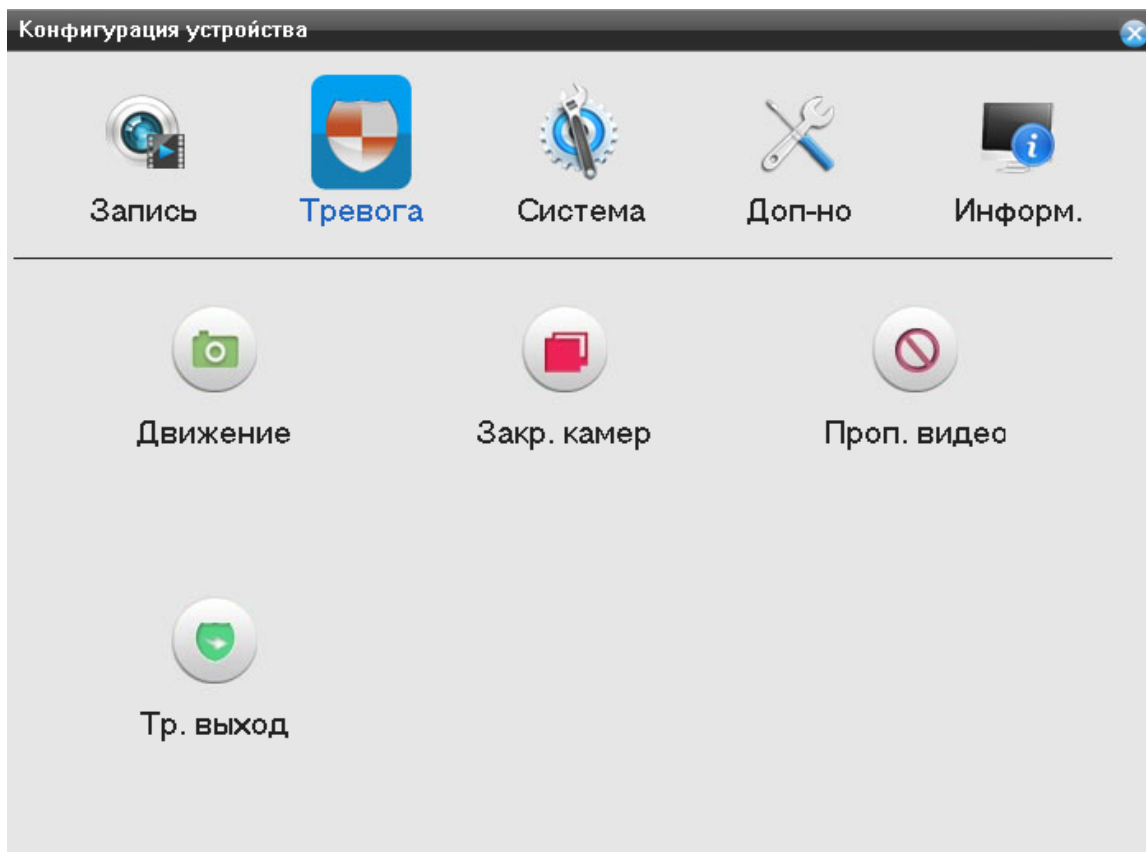 Конфигурация устройства
Запись Тревога Система Доп-но Информ.
Движение Закр. камер Проп. видео
Тр. выход